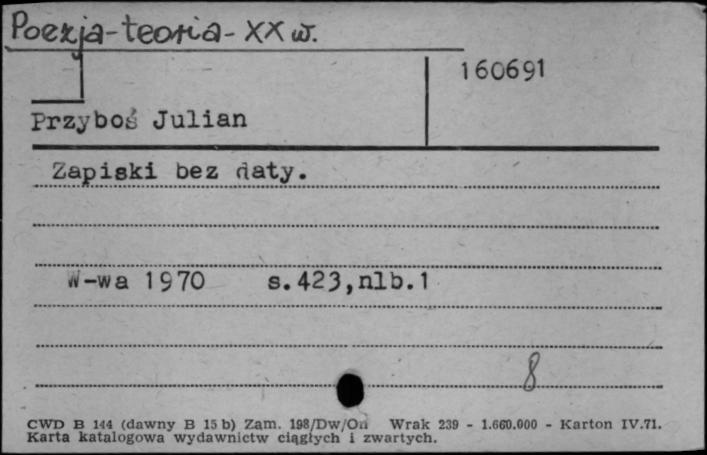 Poezja-teoria-XX w.
160691
Przyboś Julian
Zapiski bez daty.
W-wa 1970 s.423,nlb.1
8
CWD B 144 (dawny B 15 b) Zam. 198/Dw/On Wrak 239 - 1.660.000 - Karton IV.71.
Karta katalogowa wydawnictw ciągłych i zwartych.